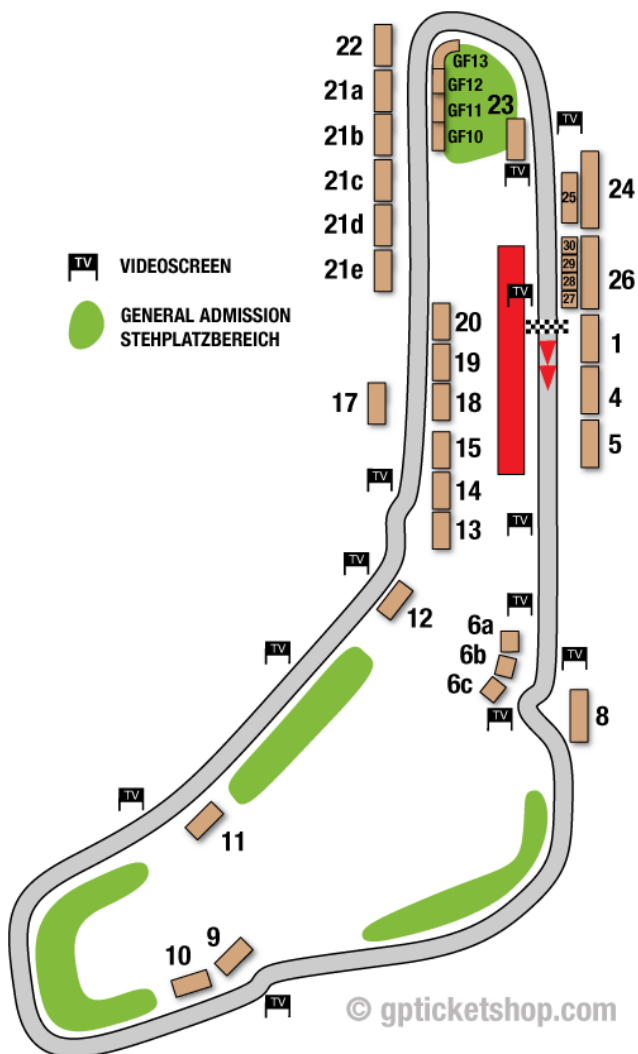 22
GF13
21a
GF12
GF11
23
21b
GF10
TV
TV
21c
25
24
21d
30
TV
VIDEOSCREEN
21e
29
28
26
27
TV
GENERAL ADMISSION
STEHPLATZBEREICH
20
1
19
17
18
4
15
5
TV
14
TV
13
TV
12
TV
6a
TV
6b
TV
6c
TV
8
TV
11
9
10
TV
© gpticketshop.com